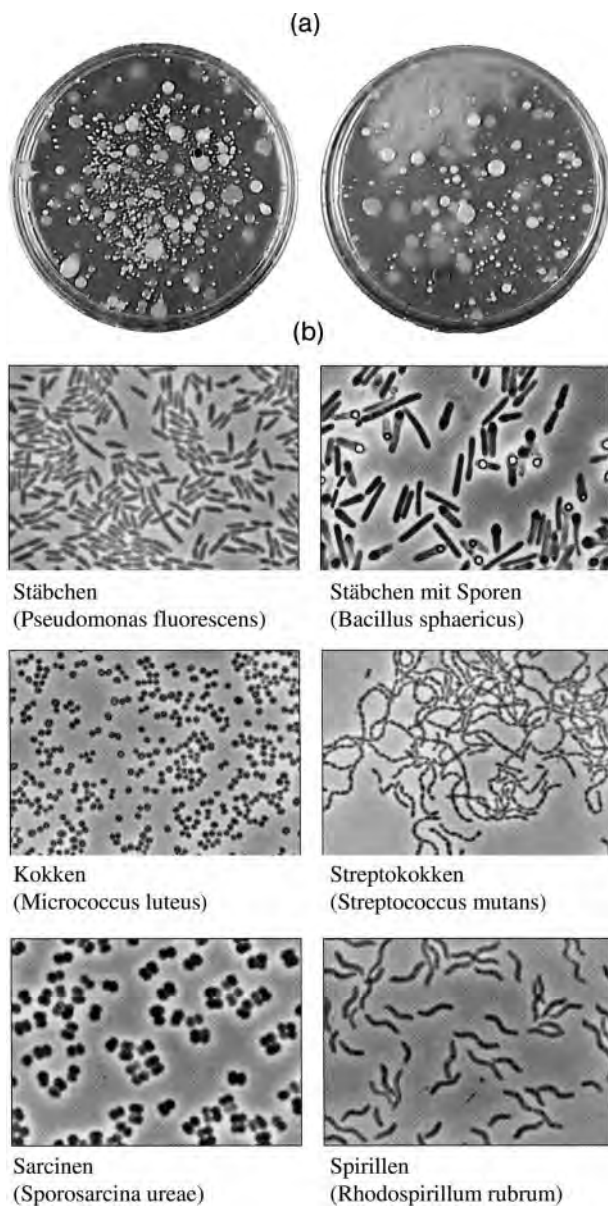 (a)
(b)
Stäbchen
(Pseudomonas fluorescens)
Stäbchen mit Sporen
(Bacillus sphaericus)
Kokken
(Micrococcus luteus)
Streptokokken
(Streptococcus mutans)
Sarcinen
(Sporosarcina ureae)
Spirillen
(Rhodospirillum rubrum)